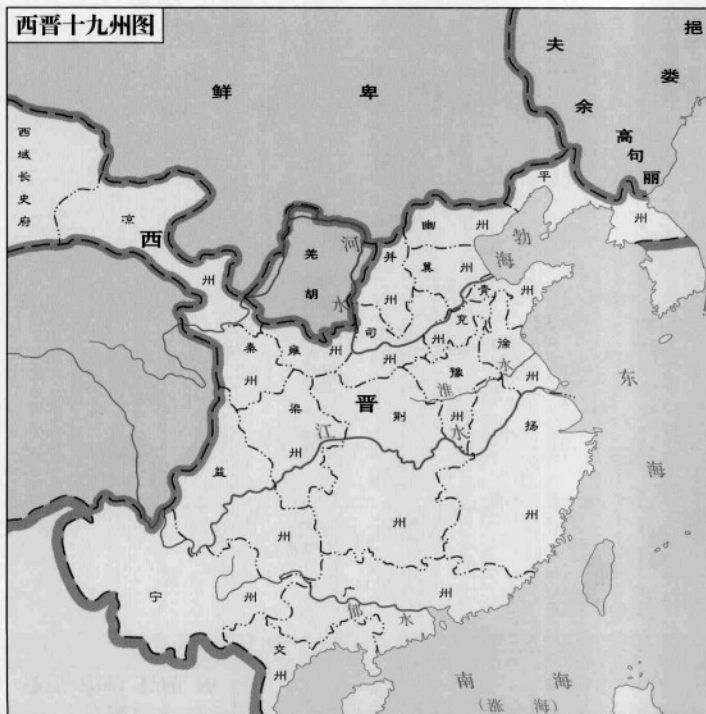 西晋十九州图
鲜卑
夫余
挹娄
高句丽
西域长史府
凉州
西晋
羌胡
河水
平州
幽州
并州
冀州
勃海
青州
兖州
司州
秦州
雍州
徐州
豫州
淮水
梁州
荆州
江水
扬州
益州
宁州
广州
水
交州
东海
南海
(涨海)